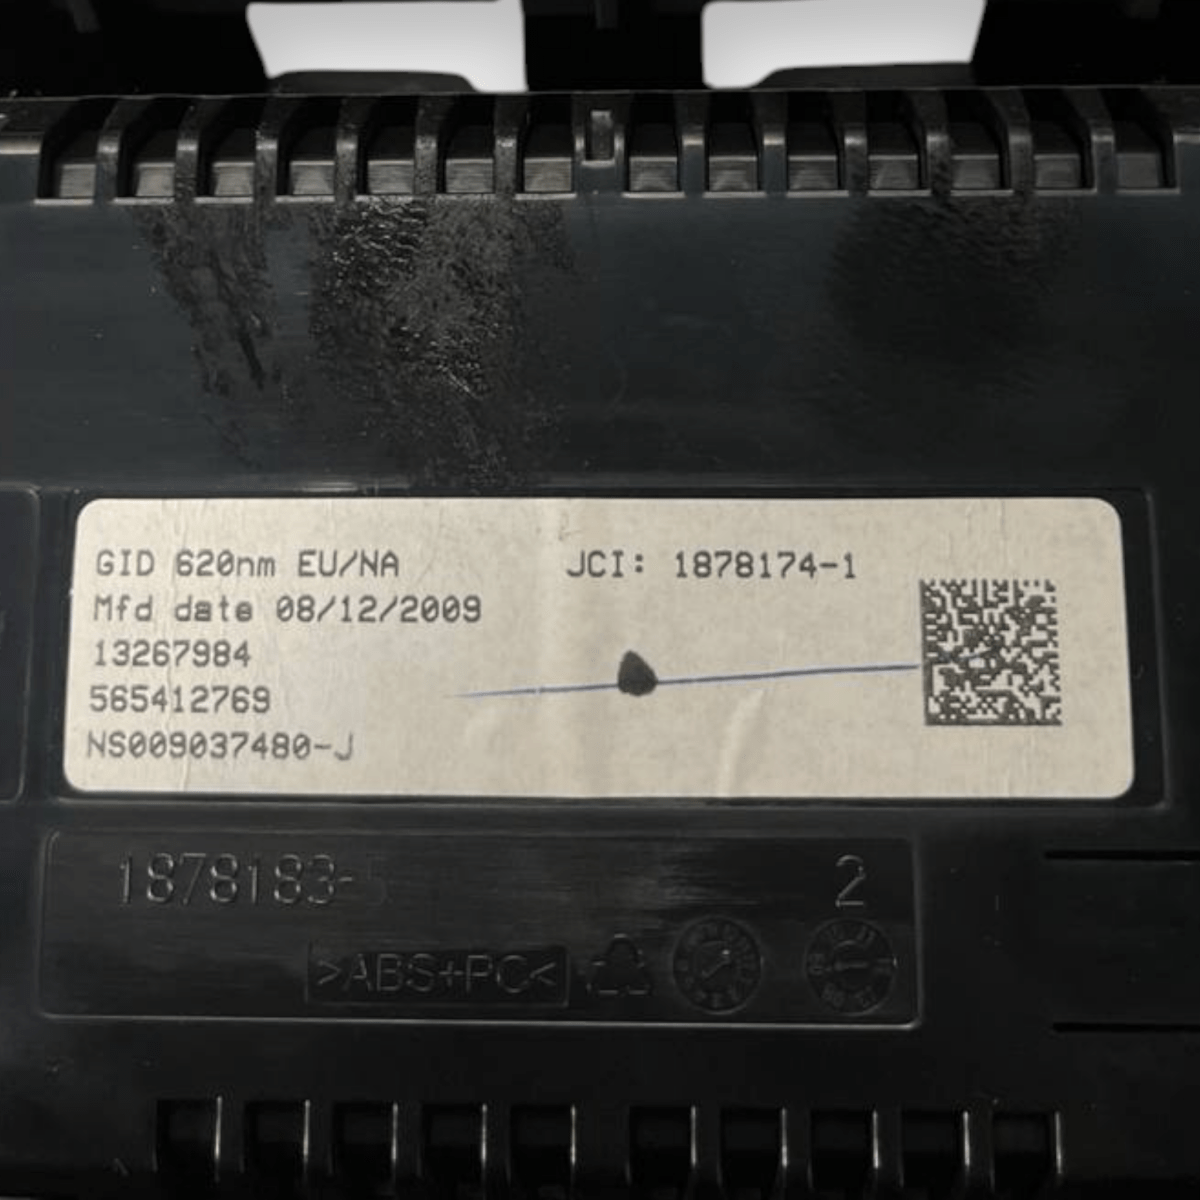 GID 620nm EU/NA JCI: 1878174-1
Mfd date 08/12/2009
13267984
565412769
NS009037480-J
1878183-5 2
>ABS+PC<